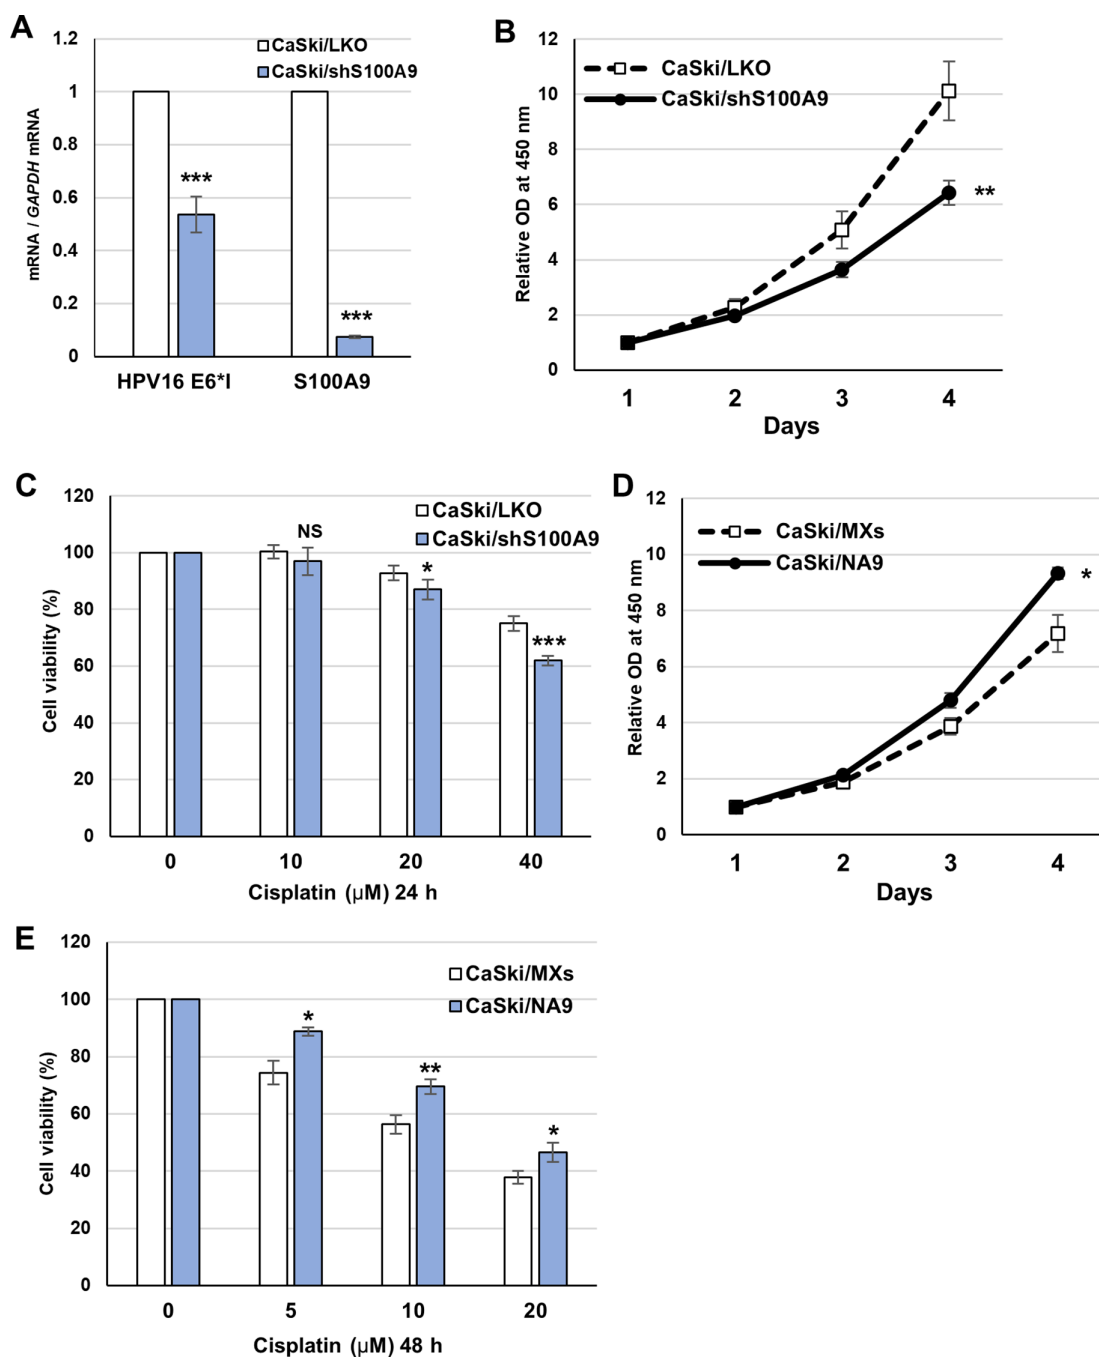 A
1.2
1
0.8
0.6
0.4
0.2
0
mRNA / GAPDH mRNA
CaSki/LKO
CaSki/shS100A9
***
***
HPV16 E6*I
S100A9
B
12
10
8
6
4
2
0
Relative OD at 450 nm
CaSki/LKO
CaSki/shS100A9
**
1
2
3
4
Days
C
120
100
80
60
40
20
0
Cell viability (%)
CaSki/LKO
CaSki/shS100A9
NS
*
***
0
10
20
40
Cisplatin (μM) 24 h
D
12
10
8
6
4
2
0
Relative OD at 450 nm
CaSki/MXs
CaSki/NA9
*
1
2
3
4
Days
E
120
100
80
60
40
20
0
Cell viability (%)
CaSki/MXs
CaSki/NA9
*
**
*
0
5
10
20
Cisplatin (μM) 48 h